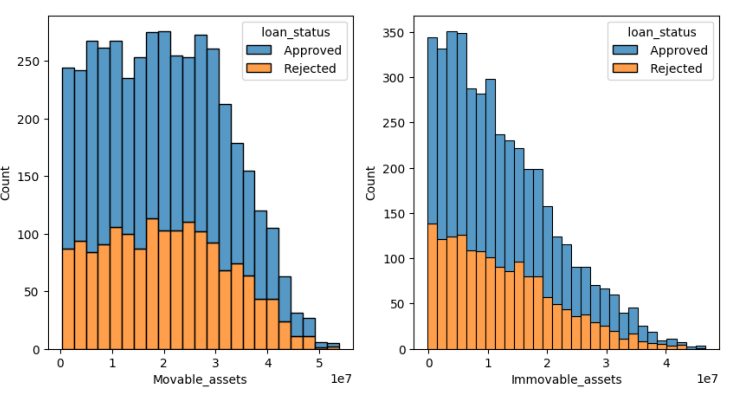 loan_status
Approved
Rejected
Count
250
200
150
100
50
0
0 1 2 3 4 5
1e7
Movable_assets
loan_status
Approved
Rejected
Count
350
300
250
200
150
100
50
0
0 1 2 3 4
1e7
Immovable_assets